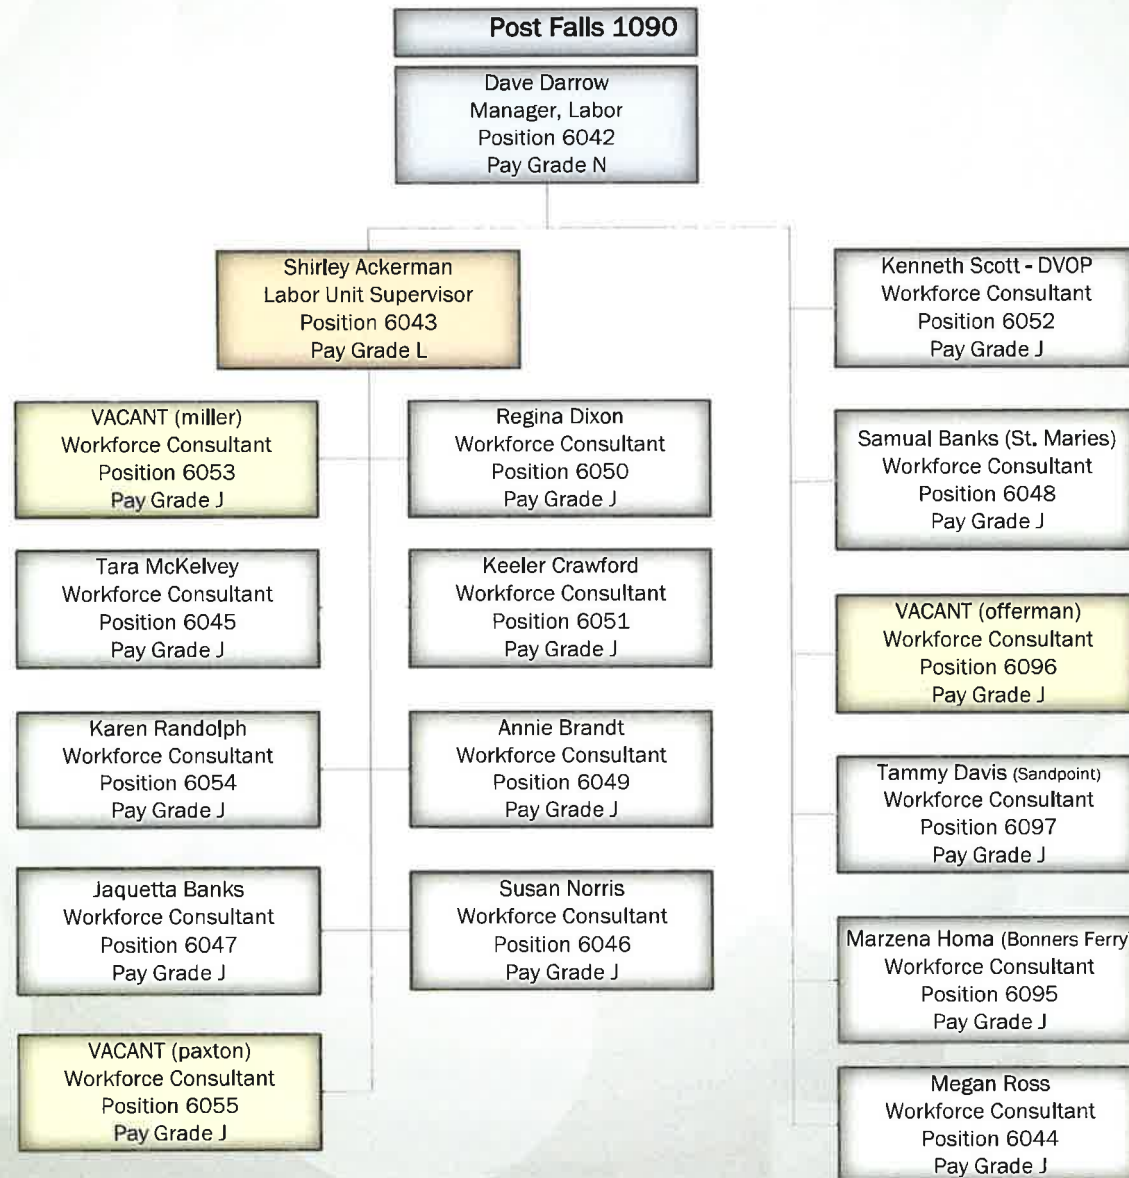 Post Falls 1090
Dave Darrow
Manager, Labor
Position 6042
Pay Grade N
Shirley Ackerman
Labor Unit Supervisor
Position 6043
Pay Grade L
VACANT (miller)
Workforce Consultant
Position 6053
Pay Grade J
Regina Dixon
Workforce Consultant
Position 6050
Pay Grade J
Tara McKelvey
Workforce Consultant
Position 6045
Pay Grade J
Keeler Crawford
Workforce Consultant
Position 6051
Pay Grade J
Karen Randolph
Workforce Consultant
Position 6054
Pay Grade J
Annie Brandt
Workforce Consultant
Position 6049
Pay Grade J
Jaquetta Banks
Workforce Consultant
Position 6047
Pay Grade J
Susan Norris
Workforce Consultant
Position 6046
Pay Grade J
VACANT (paxton)
Workforce Consultant
Position 6055
Pay Grade J
Kenneth Scott - DVOP
Workforce Consultant
Position 6052
Pay Grade J
Samual Banks (St. Maries)
Workforce Consultant
Position 6048
Pay Grade J
VACANT (offerman)
Workforce Consultant
Position 6096
Pay Grade J
Tammy Davis (Sandpoint)
Workforce Consultant
Position 6097
Pay Grade J
Marzena Homa (Bonners Ferry)
Workforce Consultant
Position 6095
Pay Grade J
Megan Ross
Workforce Consultant
Position 6044
Pay Grade J